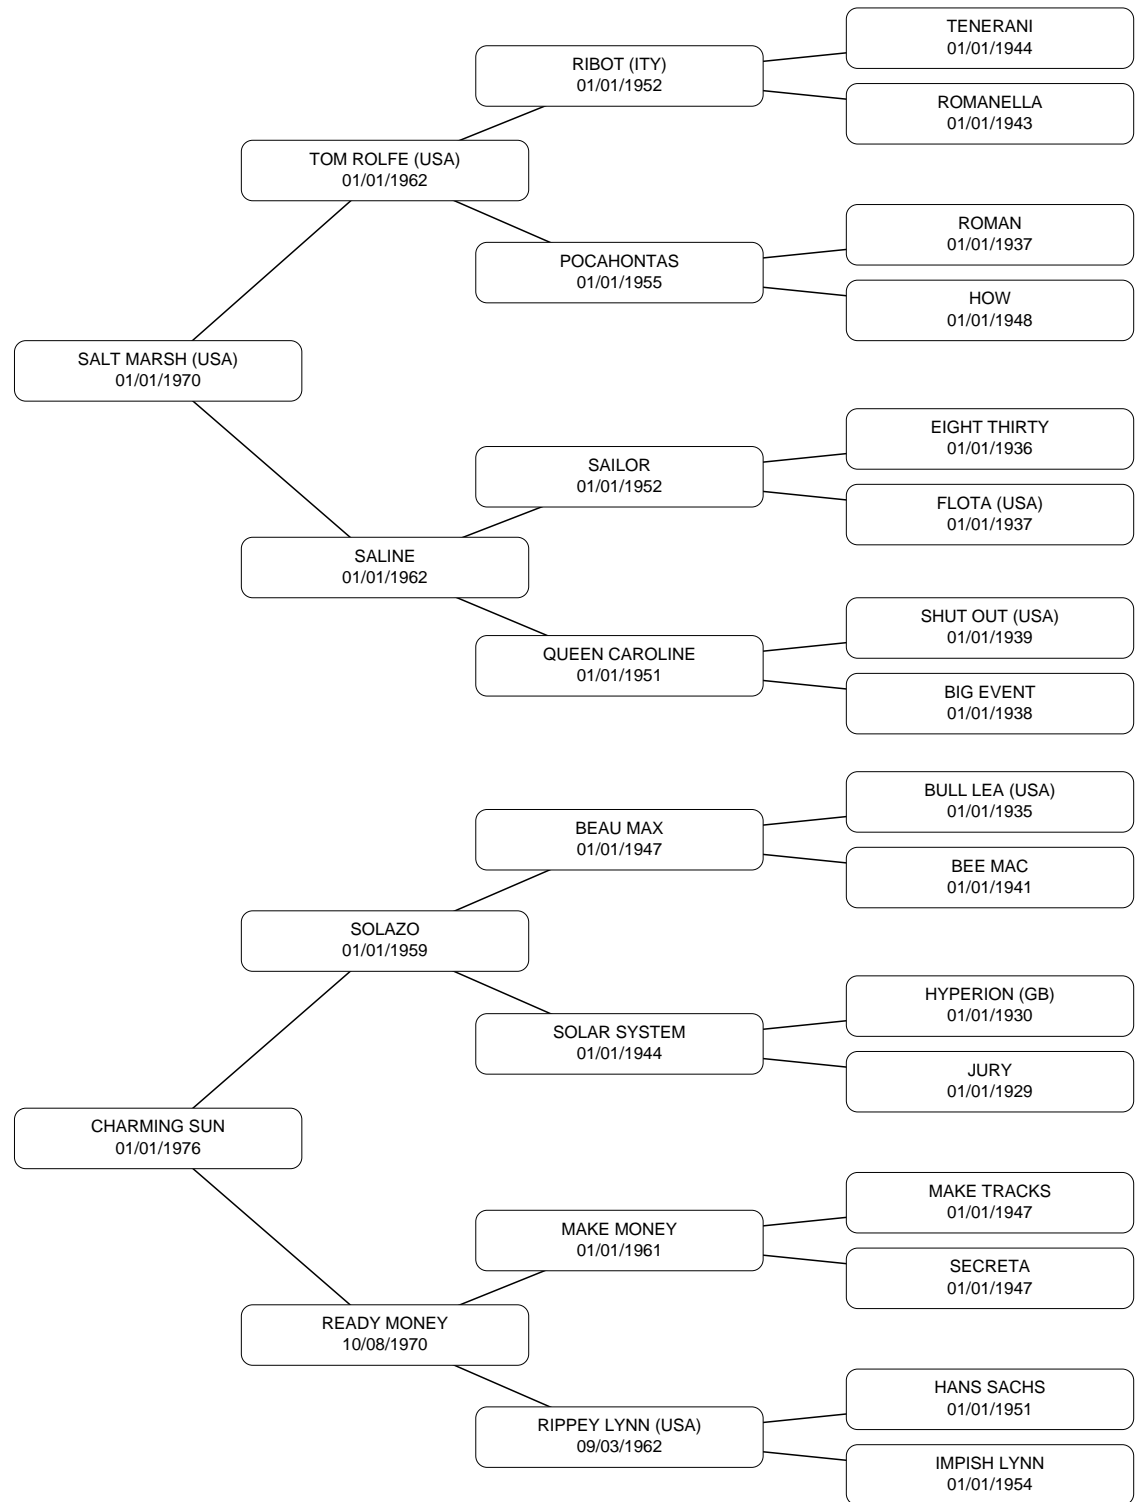 TENERANI
01/01/1944
RIBOT (ITY)
01/01/1952
ROMANELLA
01/01/1943
TOM ROLFE (USA)
01/01/1962
ROMAN
01/01/1937
POCAHONTAS
01/01/1955
HOW
01/01/1948
SALT MARSH (USA)
01/01/1970
EIGHT THIRTY
01/01/1936
SAILOR
01/01/1952
FLOTA (USA)
01/01/1937
SALINE
01/01/1962
SHUT OUT (USA)
01/01/1939
QUEEN CAROLINE
01/01/1951
BIG EVENT
01/01/1938
BULL LEA (USA)
01/01/1935
BEAU MAX
01/01/1947
BEE MAC
01/01/1941
SOLAZO
01/01/1959
HYPERION (GB)
01/01/1930
SOLAR SYSTEM
01/01/1944
JURY
01/01/1929
CHARMING SUN
01/01/1976
MAKE TRACKS
01/01/1947
MAKE MONEY
01/01/1961
SECRETA
01/01/1947
READY MONEY
10/08/1970
HANS SACHS
01/01/1951
RIPPEY LYNN (USA)
09/03/1962
IMPISH LYNN
01/01/1954